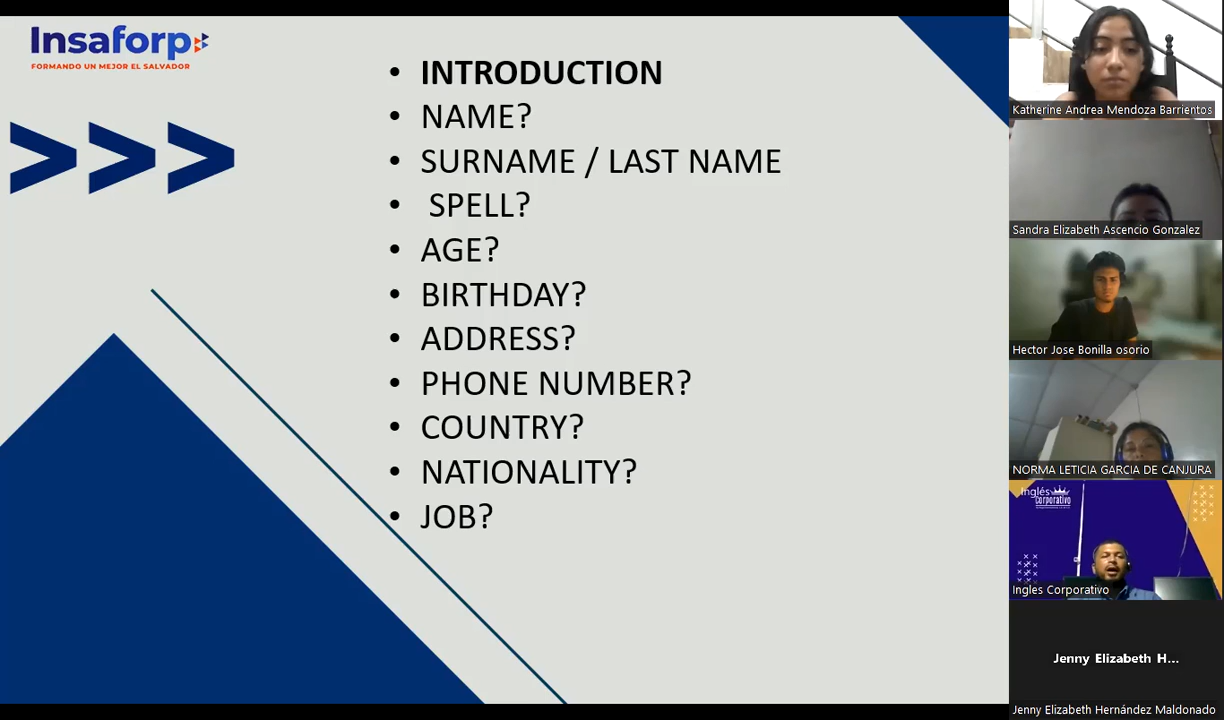 Insaforp
FORMANDO UN MEJOR EL SALVADOR
>>>
• INTRODUCTION
• NAME?
• SURNAME / LAST NAME
• SPELL?
• AGE?
• BIRTHDAY?
• ADDRESS?
• PHONE NUMBER?
• COUNTRY?
• NATIONALITY?
• JOB?
Katherine Andrea Mendoza Barrientos
Sandra Elizabeth Ascencio Gonzalez
Hector Jose Bonilla osorio
NORMA LETICIA GARCIA DE CANJURA
Inglés
Corporativo
Ingles Corporativo
Jenny Elizabeth H...
Jenny Elizabeth Hernández Maldonado